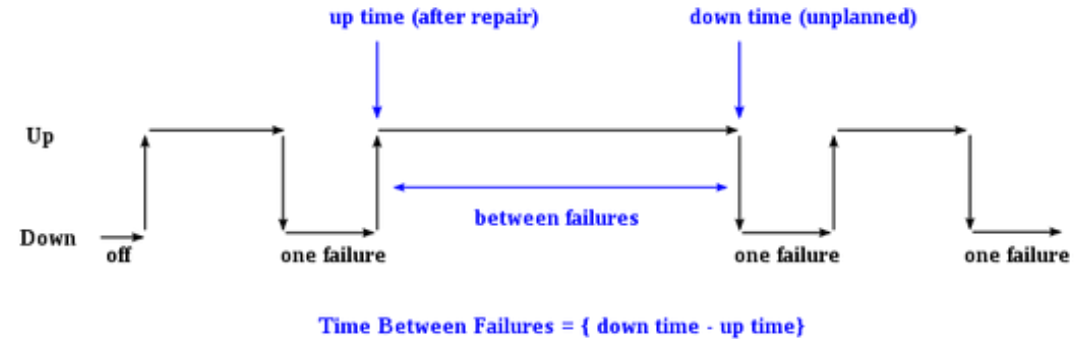 up time (after repair) down time (unplanned)
Up
between failures
Down
off one failure one failure one failure
Time Between Failures = { down time - up time}